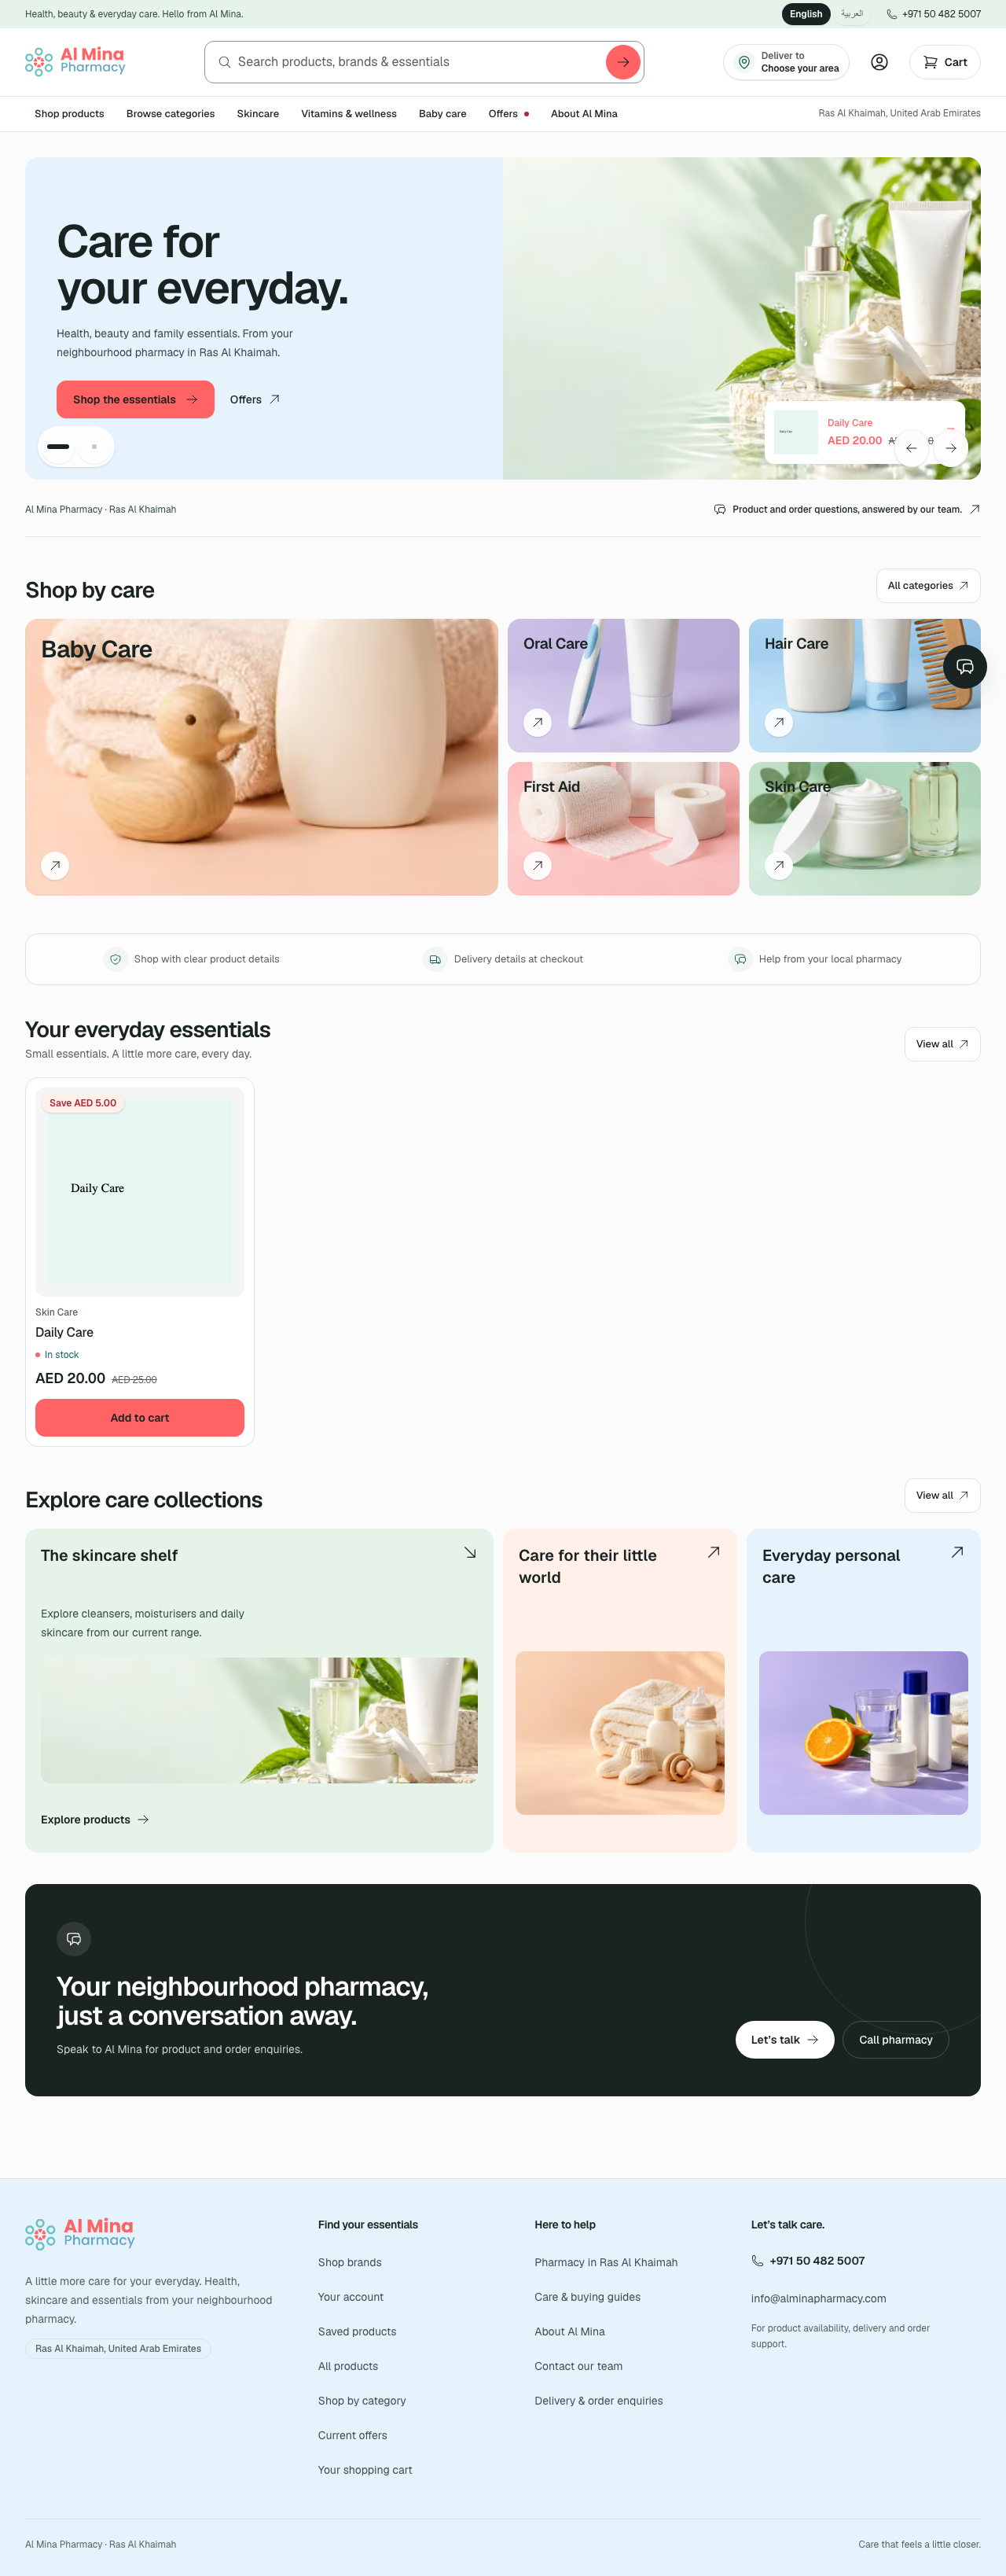 Health, beauty & everyday care. Hello from Al Mina.
English
العربية
+971 50 482 5007
Al Mina
Pharmacy
Search products, brands & essentials
Deliver to
Choose your area
Cart
Shop products
Browse categories
Skincare
Vitamins & wellness
Baby care
Offers
About Al Mina
Ras Al Khaimah, United Arab Emirates
Care for
your everyday.
Health, beauty and family essentials. From your
neighbourhood pharmacy in Ras Al Khaimah.
Shop the essentials
Offers
Daily Care
Daily Care
AED 20.00
Al Mina Pharmacy · Ras Al Khaimah
Product and order questions, answered by our team.
Shop by care
All categories
Baby Care
Oral Care
Hair Care
First Aid
Skin Care
Shop with clear product details
Delivery details at checkout
Help from your local pharmacy
Your everyday essentials
Small essentials. A little more care, every day.
View all
Save AED 5.00
Daily Care
Skin Care
Daily Care
In stock
AED 20.00 AED 25.00
Add to cart
Explore care collections
View all
The skincare shelf
Explore cleansers, moisturisers and daily
skincare from our current range.
Explore products
Care for their little
world
Everyday personal
care
Your neighbourhood pharmacy,
just a conversation away.
Speak to Al Mina for product and order enquiries.
Let's talk
Call pharmacy
Al Mina
Pharmacy
A little more care for your everyday. Health,
skincare and essentials from your neighbourhood
pharmacy.
Ras Al Khaimah, United Arab Emirates
Find your essentials
Shop brands
Your account
Saved products
All products
Shop by category
Current offers
Your shopping cart
Here to help
Pharmacy in Ras Al Khaimah
Care & buying guides
About Al Mina
Contact our team
Delivery & order enquiries
Let's talk care.
+971 50 482 5007
info@alminapharmacy.com
For product availability, delivery and order
support.
Al Mina Pharmacy · Ras Al Khaimah
Care that feels a little closer.